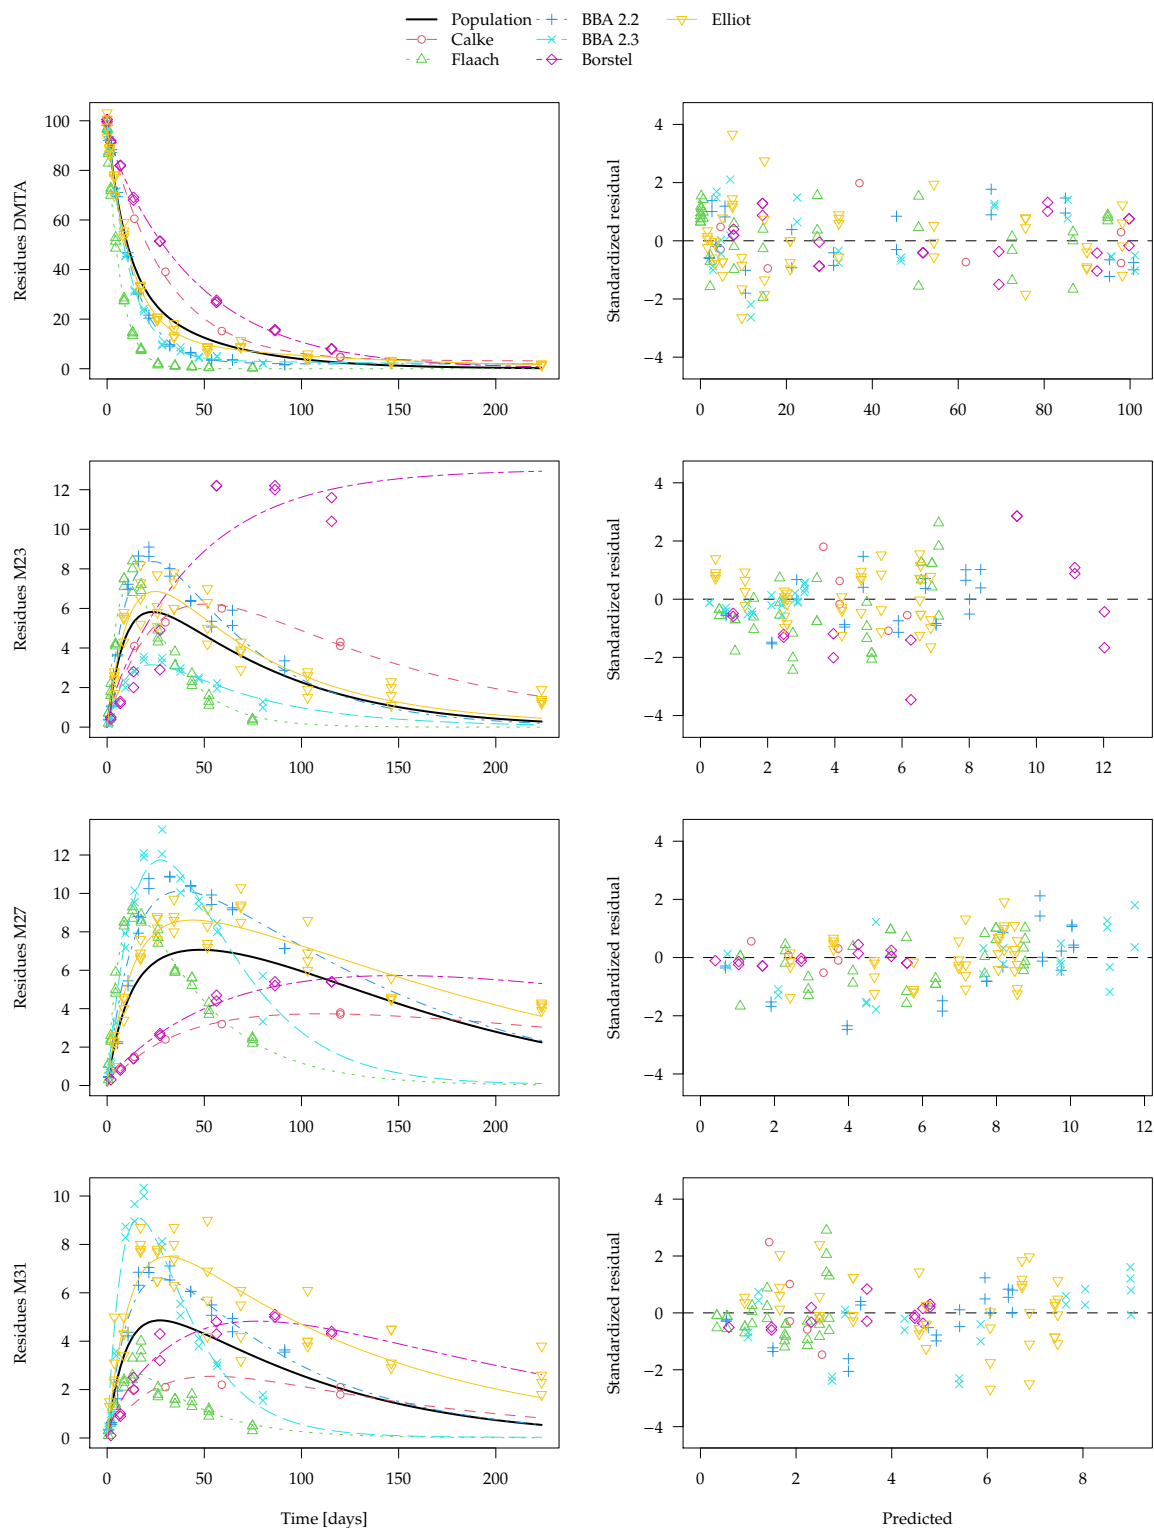 Population BBA 2.2 Elliot
Calke BBA 2.3
Flaach Borstel
Residues DMTA
0 20 40 60 80 100
0 50 100 150 200
Standardized residual
−4 −2 0 2 4
0 20 40 60 80 100
Residues M23
0 2 4 6 8 10 12
0 50 100 150 200
Standardized residual
−4 −2 0 2 4
0 2 4 6 8 10 12
Residues M27
0 2 4 6 8 10 12
0 50 100 150 200
Standardized residual
−4 −2 0 2 4
0 2 4 6 8 10 12
Residues M31
0 2 4 6 8 10
0 50 100 150 200
Time [days]
Standardized residual
−4 −2 0 2 4
0 2 4 6 8
Predicted